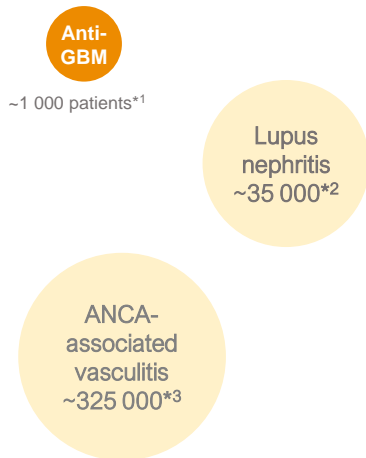 Anti-
GBM
~1 000 patients*1
Lupus
nephritis
~35 000*2
ANCA-
associated
vasculitis
~325 000*3